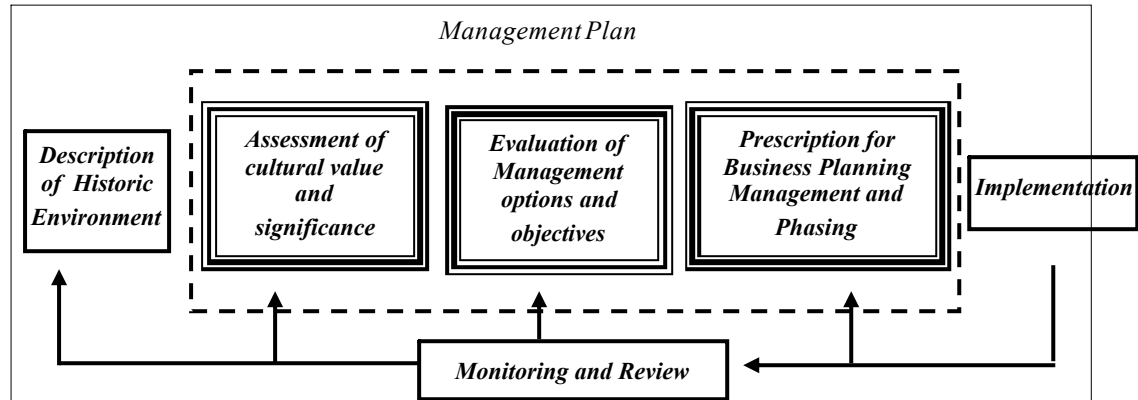 Management Plan
Description
of Historic
Environment
Assessment of
cultural value
and
significance
Evaluation of
Management
options and
objectives
Prescription for
Business Planning
Management and
Phasing
Implementation
Monitoring and Review